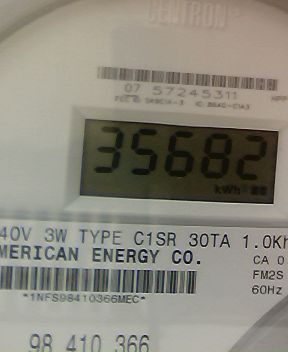 CENTRON®
07 57245311
35682
kWh
40V 3W TYPE C1SR 30TA 1.0Kh
MERICAN ENERGY CO.
CA 0
FM2S
60Hz
*1NFS98410366MEC*
98 410 366